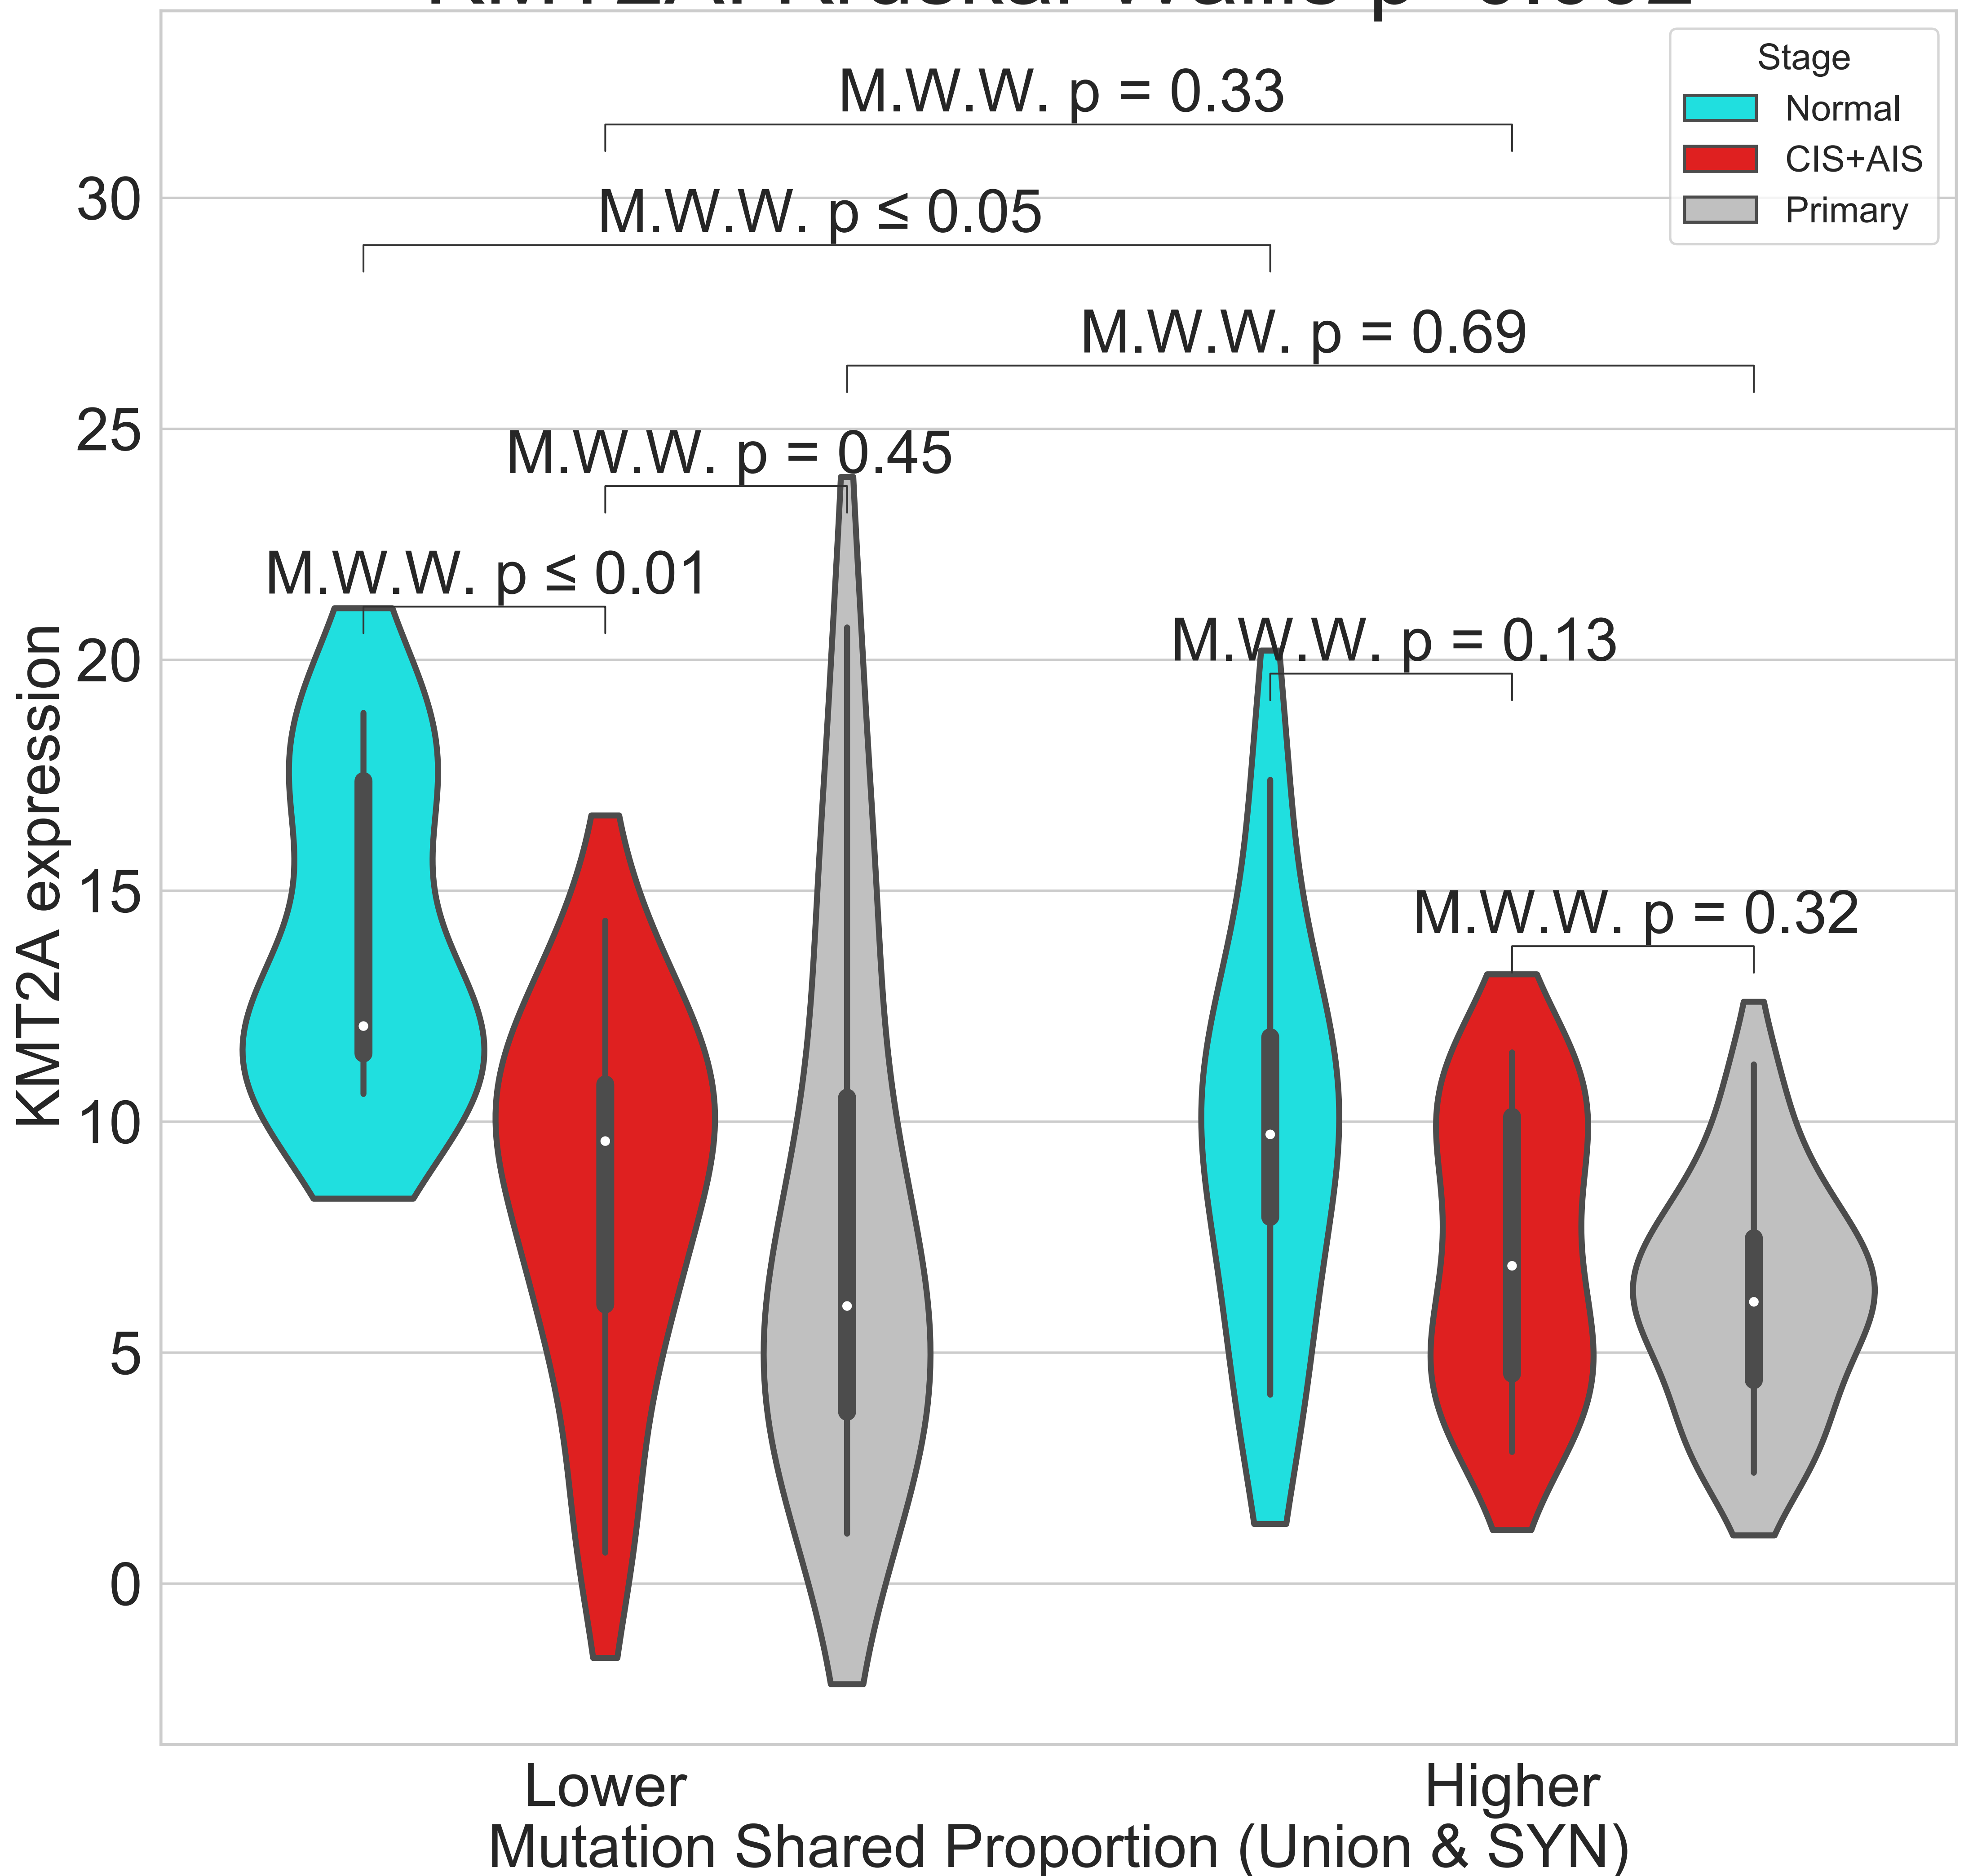 M.W.W. p = 0.33
M.W.W. p ≤ 0.05
M.W.W. p = 0.69
M.W.W. p = 0.45
M.W.W. p ≤ 0.01
M.W.W. p = 0.13
M.W.W. p = 0.32
Stage
Normal
CIS+AIS
Primary
KMT2A expression
30
25
20
15
10
5
0
Lower
Higher
Mutation Shared Proportion (Union & SYN)